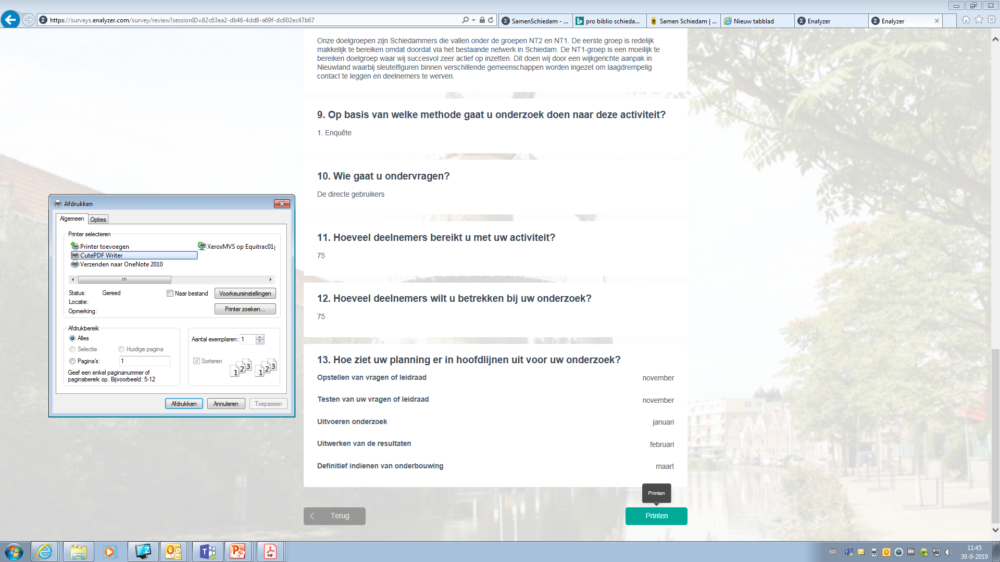 https://surveys.enalyzer.com/survey/review?sessionID=82c63ea2-db46-4dd8-a69f-dc602ec47b67
SamenSchiedam - ...
pro biblio schieda...
Samen Schiedam | ...
Nieuw tabblad
Enalyzer
Enalyzer
Onze doelgroepen zijn Schiedammers die vallen onder de groepen NT2 en NT1. De eerste groep is redelijk
makkelijk te bereiken omdat doordat via het bestaande netwerk in Schiedam. De NT1-groep is een moeilijk te
bereiken doelgroep waar wij succesvol zeer actief op inzetten. Dit doen wij door een wijkgerichte aanpak in
Nieuwland waarbij sleutelfiguren binnen verschillende gemeenschappen worden ingezet om laagdrempelig
contact te leggen en deelnemers te werven.
9. Op basis van welke methode gaat u onderzoek doen naar deze activiteit?
1. Enquête
10. Wie gaat u ondervragen?
De directe gebruikers
11. Hoeveel deelnemers bereikt u met uw activiteit?
75
12. Hoeveel deelnemers wilt u betrekken bij uw onderzoek?
75
13. Hoe ziet uw planning er in hoofdlijnen uit voor uw onderzoek?
Opstellen van vragen of leidraad november
Testen van uw vragen of leidraad november
Uitvoeren onderzoek januari
Uitwerken van de resultaten februari
Definitief indienen van onderbouwing maart
Printen
Terug
Printen
Afdrukken
Algemeen
Opties
Printer selecteren
Printer toevoegen
XeroxMVS op Equitrac01
CutePDF Writer
Verzenden naar OneNote 2010
Status: Gereed
Naar bestand
Voorkeursinstellingen
Locatie:
Opmerking:
Printer zoeken...
Afdrukbereik
Alles
Selectie
Huidige pagina
Pagina's: 1
Geef een enkel paginanummer of
paginabereik op. Bijvoorbeeld: 5-12
Aantal exemplaren: 1
Sorteren
1 2 3 1 2 3
Afdrukken
Annuleren
Toepassen
PDF
11:45
30-9-2019